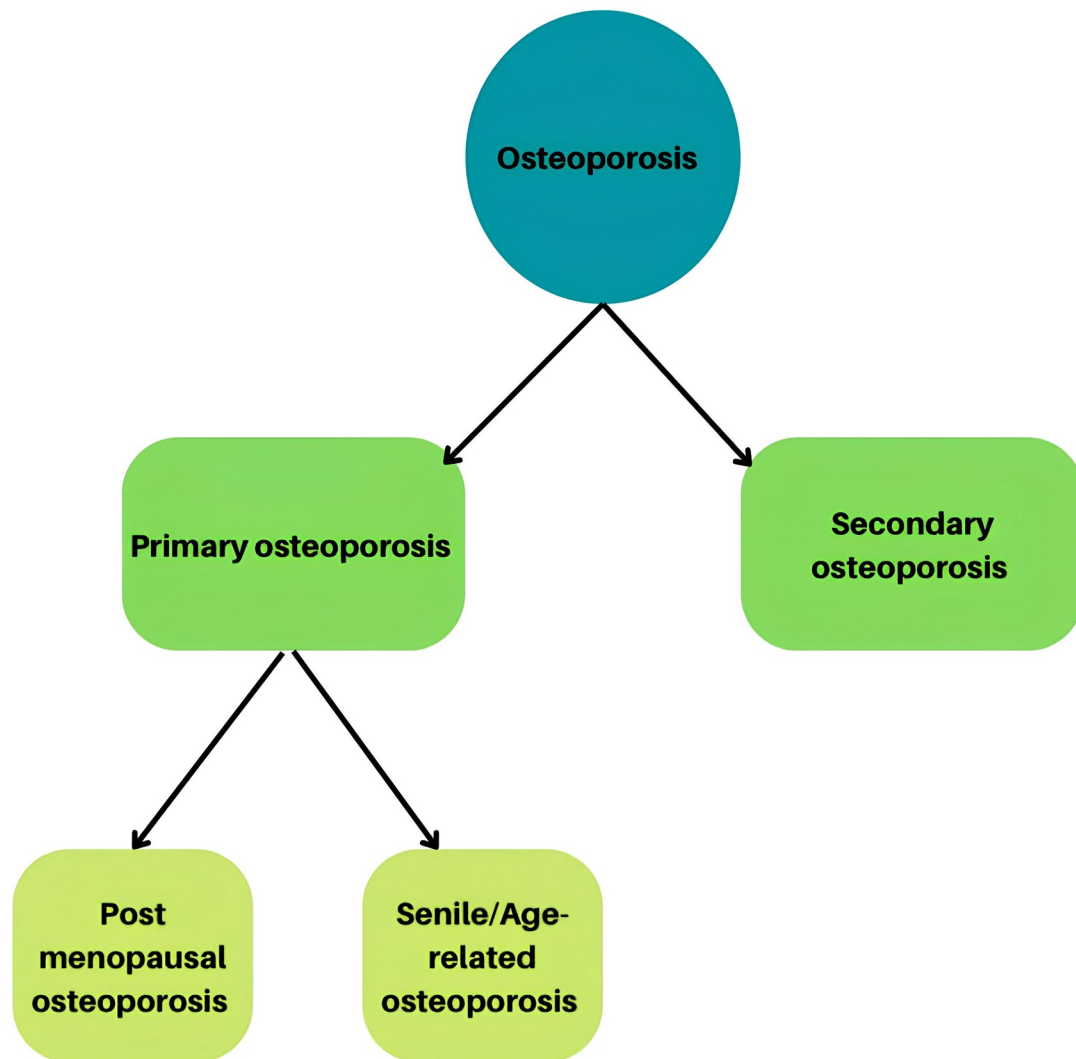 Osteoporosis
Primary osteoporosis
Secondary
osteoporosis
Post
menopausal
osteoporosis
Senile/Age-
related
osteoporosis